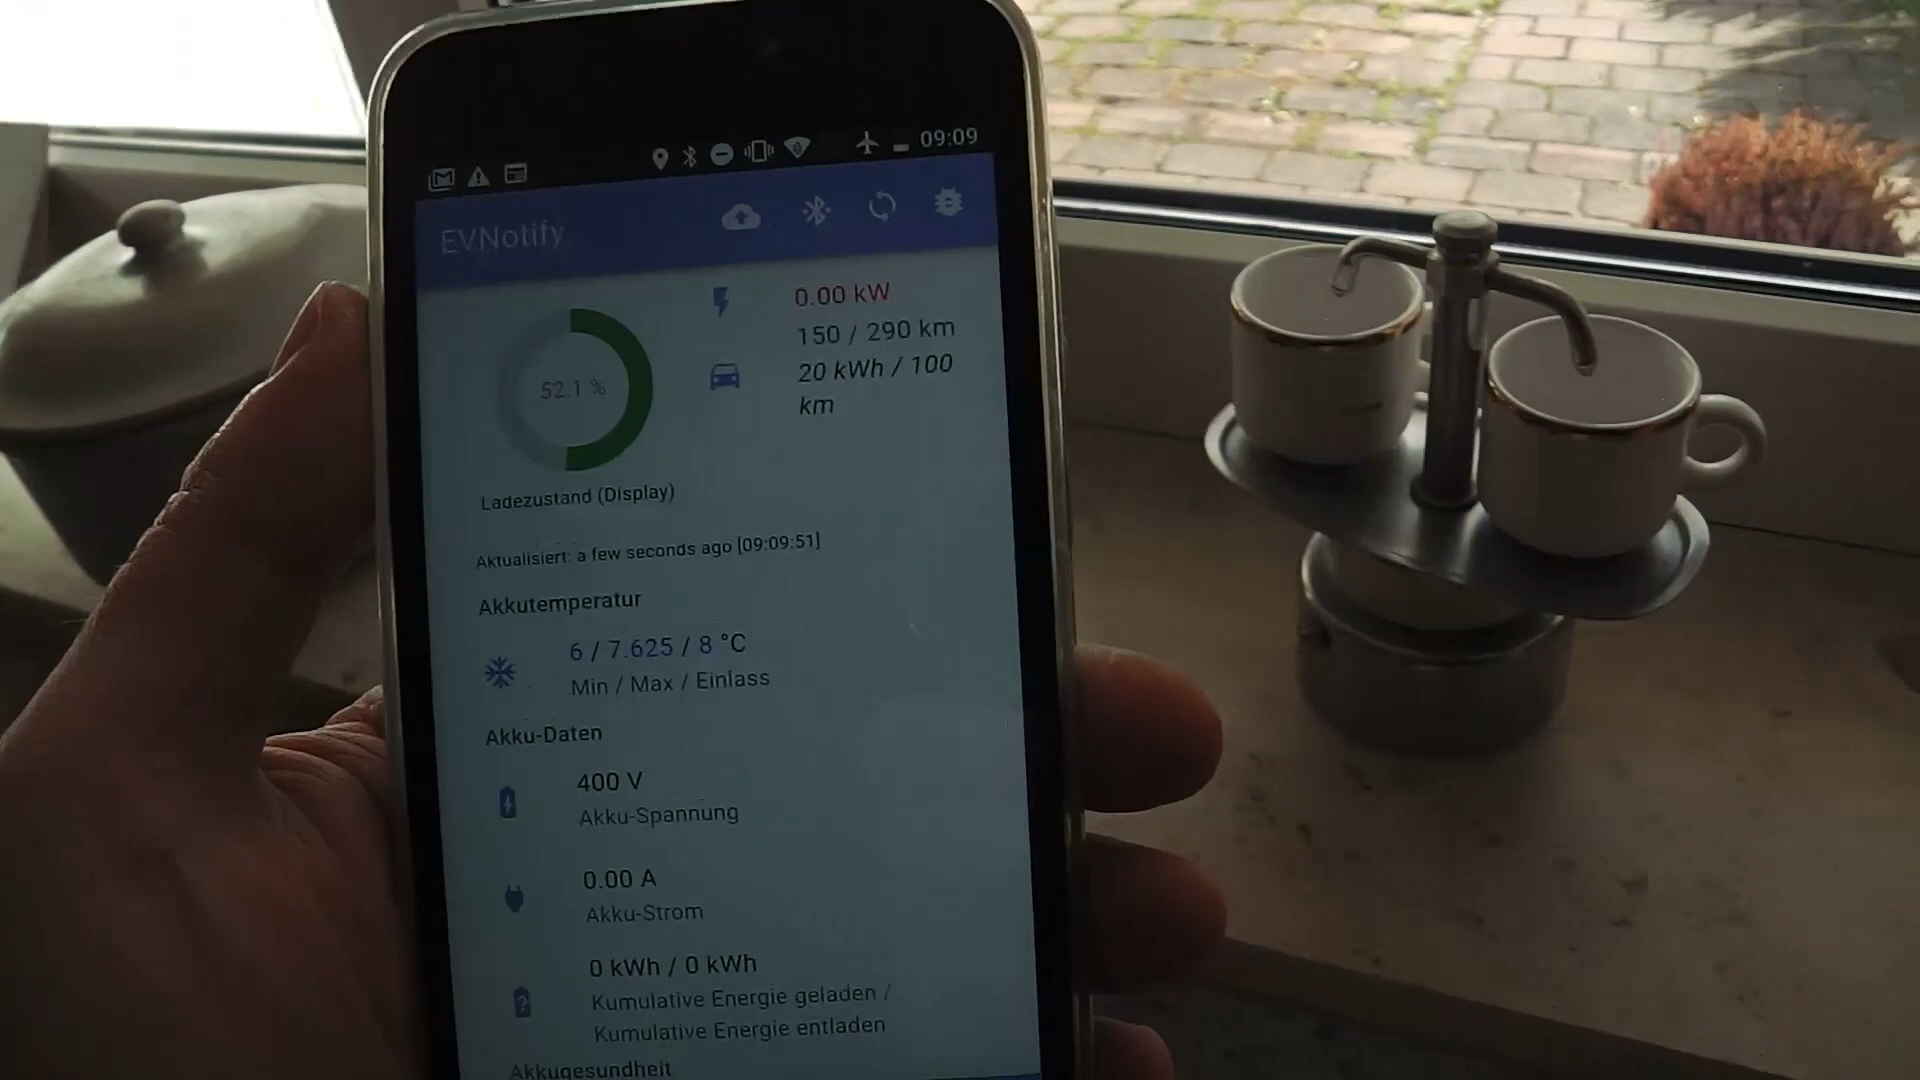 09:09
EVNotify
0.00 kW
150 / 290 km
20 kWh / 100
km
52.1 %
Ladezustand (Display)
Aktualisiert: a few seconds ago [09:09:51]
Akkutemperatur
6 / 7.625 / 8 °C
Min / Max / Einlass
Akku-Daten
400 V
Akku-Spannung
0.00 A
Akku-Strom
0 kWh / 0 kWh
Kumulative Energie geladen /
Kumulative Energie entladen
Akkugesundheit